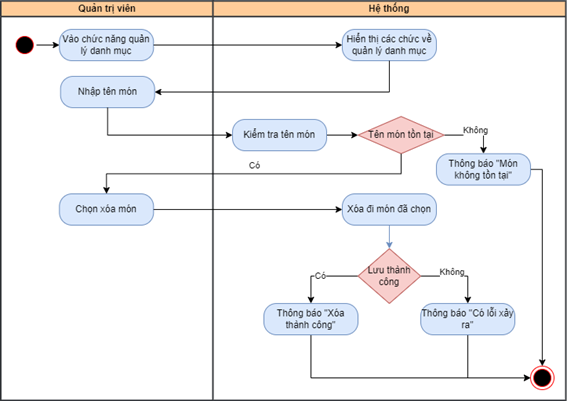 Quản trị viên
Hệ thống
Vào chức năng quản
lý danh mục
Hiển thị các chức về
quản lý danh mục
Nhập tên món
Kiểm tra tên món
Tên món tồn tại
Không
Thông báo "Món
không tồn tại"
Có
Chọn xóa món
Xóa đi món đã chọn
Lưu thành
công
Có
Không
Thông báo "Xóa
thành công"
Thông báo "Có lỗi xảy
ra"